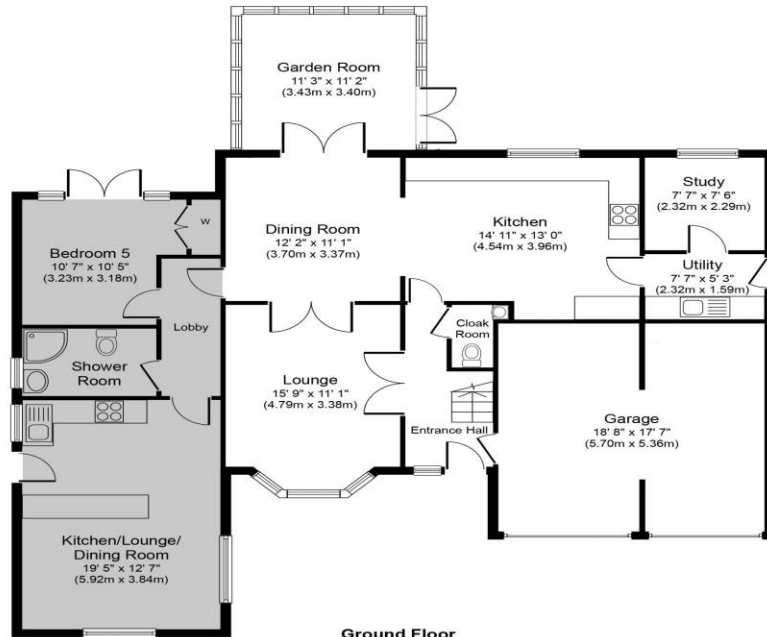 Garden Room
11' 3" x 11' 2"
(3.43m x 3.40m)
Study
7' 7" x 7' 6"
(2.32m x 2.29m)
W
Dining Room
12' 2" x 11' 1"
(3.70m x 3.37m)
Kitchen
14' 11" x 13' 0"
(4.54m x 3.96m)
Bedroom 5
10' 7" x 10' 5"
(3.23m x 3.18m)
Utility
7' 7" x 5' 3"
(2.32m x 1.59m)
Lobby
Cloak
Room
Shower
Room
Lounge
15' 9" x 11' 1"
(4.79m x 3.38m)
Garage
18' 8" x 17' 7"
(5.70m x 5.36m)
Entrance Hall
Kitchen/Lounge/
Dining Room
19' 5" x 12' 7"
(5.92m x 3.84m)
Ground Floor